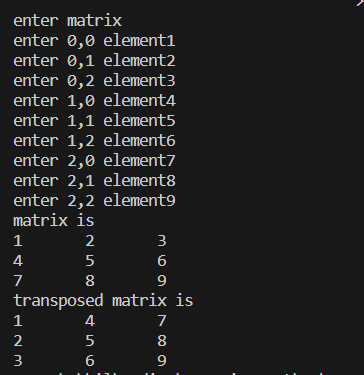 enter matrix
enter 0,0 element1
enter 0,1 element2
enter 0,2 element3
enter 1,0 element4
enter 1,1 element5
enter 1,2 element6
enter 2,0 element7
enter 2,1 element8
enter 2,2 element9
matrix is
1 2 3
4 5 6
7 8 9
transposed matrix is
1 4 7
2 5 8
3 6 9